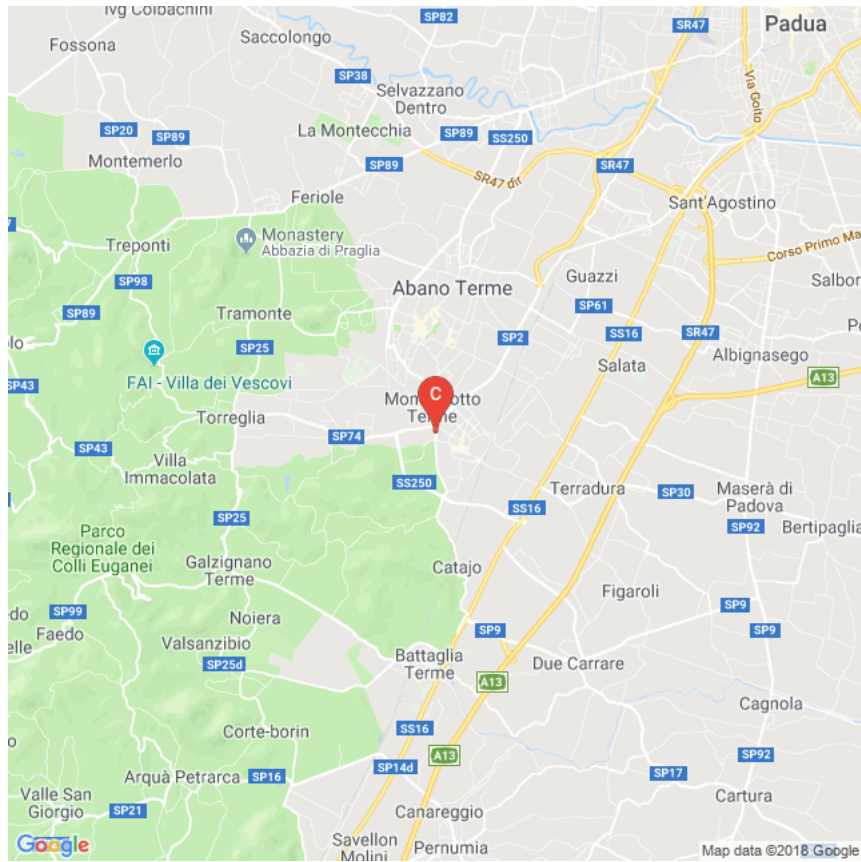 Ivg Colbachini
SP82
SR47
Padua
Fossona
Saccolongo
SP38
Selvazzano
Dentro
Via Goito
SP20
SP89
La Montecchia
SP89
SS250
Montemerlo
SP89
SR47 dir
SR47
Feriole
Sant'Agostino
Monastery
Abbazia di Praglia
Treponti
Corso Primo Ma
SP98
Abano Terme
Guazzi
Salbor
SP89
Tramonte
SP61
SS16
SR47
SP25
SP2
Salata
Albignasego
FAI - Villa dei Vescovi
SP43
A13
C
Terme
Torreglia
SP74
SP43
Villa
Immacolata
SS250
Terradura
SP30
Maserà di
Padova
SS16
SP25
SP92
Bertipaglia
Parco
Regionale dei
Colli Euganei
Galzignano
Terme
Catajo
Figaroli
SP99
Faedo
Noiera
SP9
SP9
SP9
Valsanzibio
SP25d
Battaglia
Terme
Due Carrare
A13
Cagnola
Corte-borin
SS16
A13
SP92
Arquà Petrarca
SP16
SP14d
SP17
Valle San
Giorgio
SP21
Canareggio
Cartura
Savellon
Molini
Pernumia
Google
Map data ©2018 Google